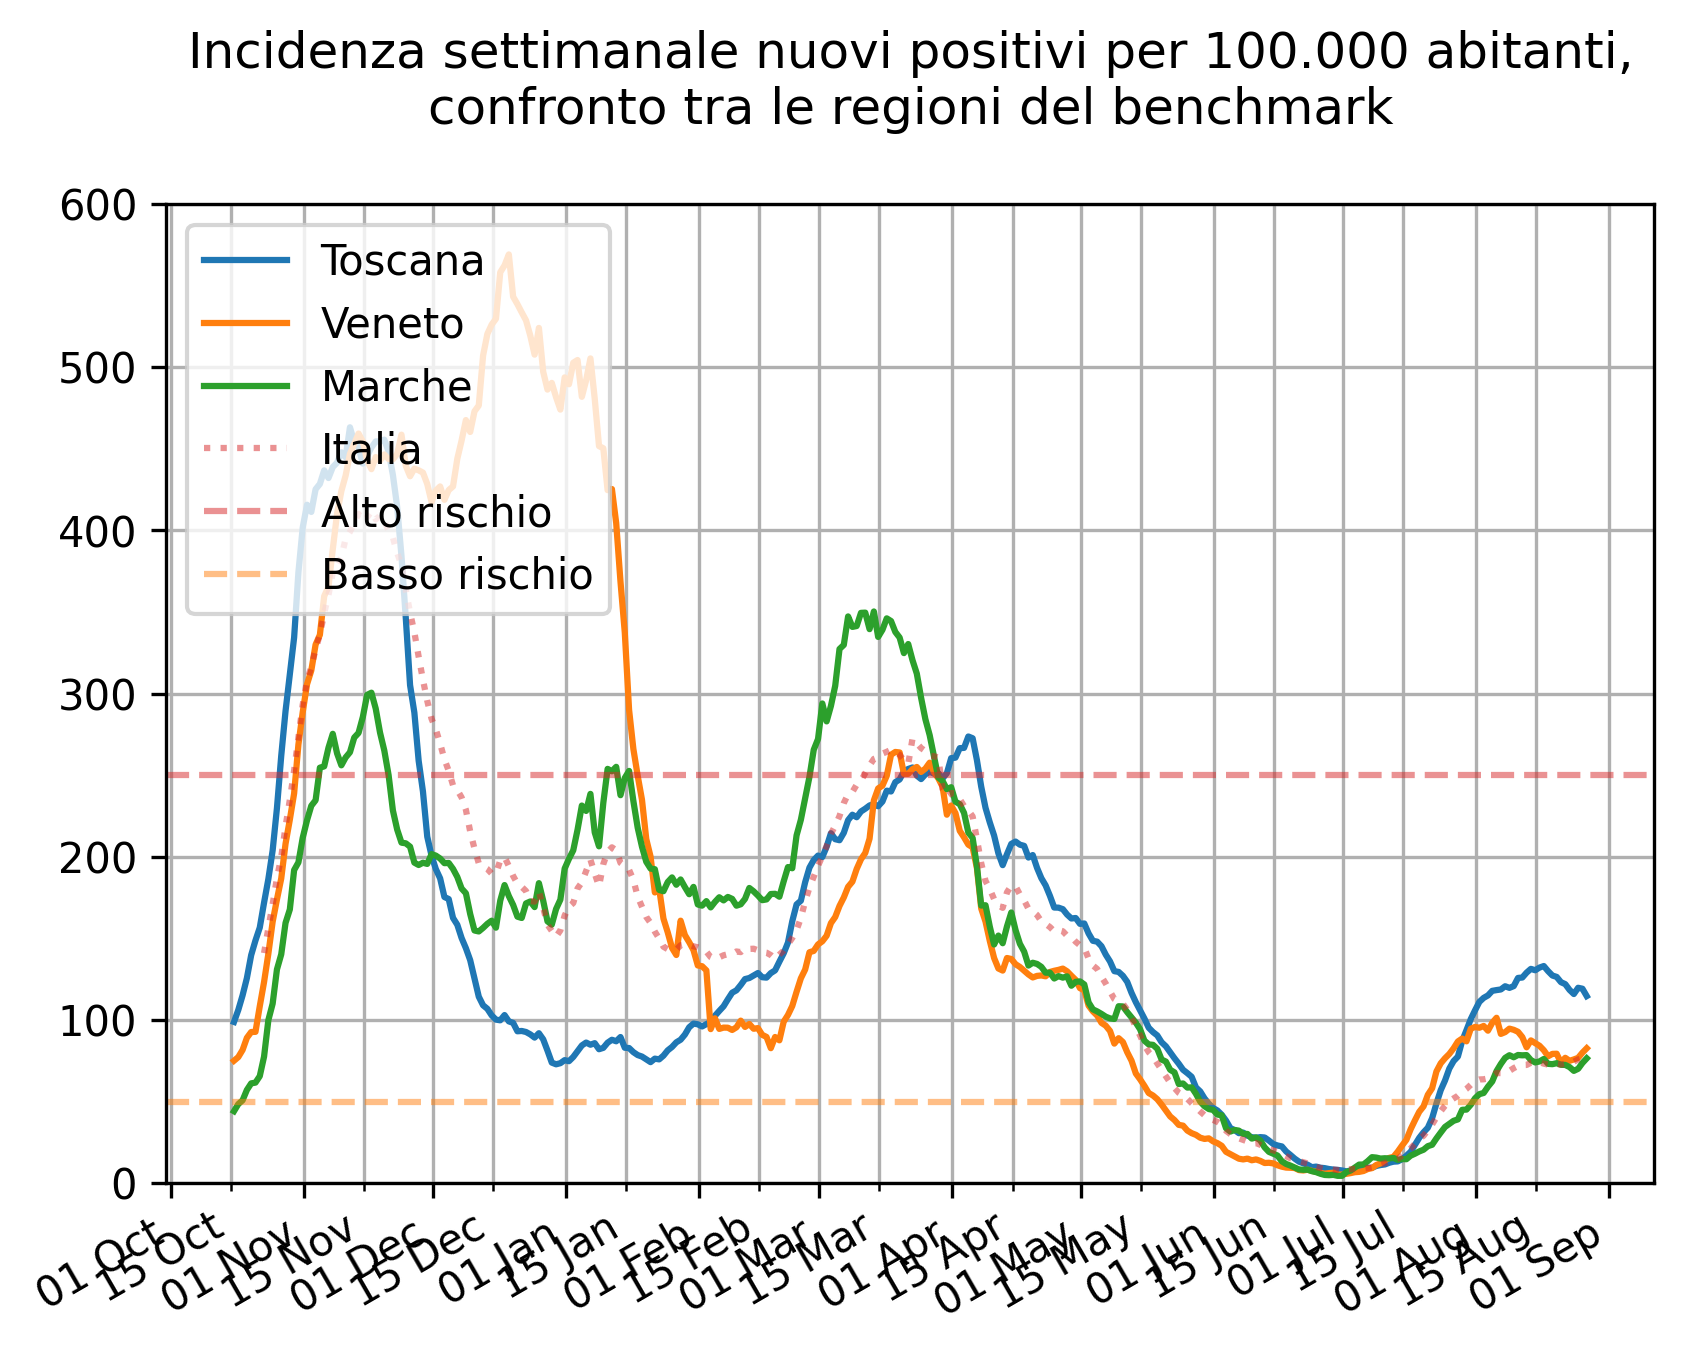 Incidenza settimanale nuovi positivi per 100.000 abitanti,
confronto tra le regioni del benchmark
600
500
400
300
200
100
0
Toscana
Veneto
Marche
Italia
Alto rischio
Basso rischio
01 Oct
15 Oct
01 Nov
15 Nov
01 Dec
15 Dec
01 Jan
15 Jan
01 Feb
15 Feb
01 Mar
15 Mar
01 Apr
15 Apr
01 May
15 May
01 Jun
15 Jun
01 Jul
15 Jul
01 Aug
15 Aug
01 Sep